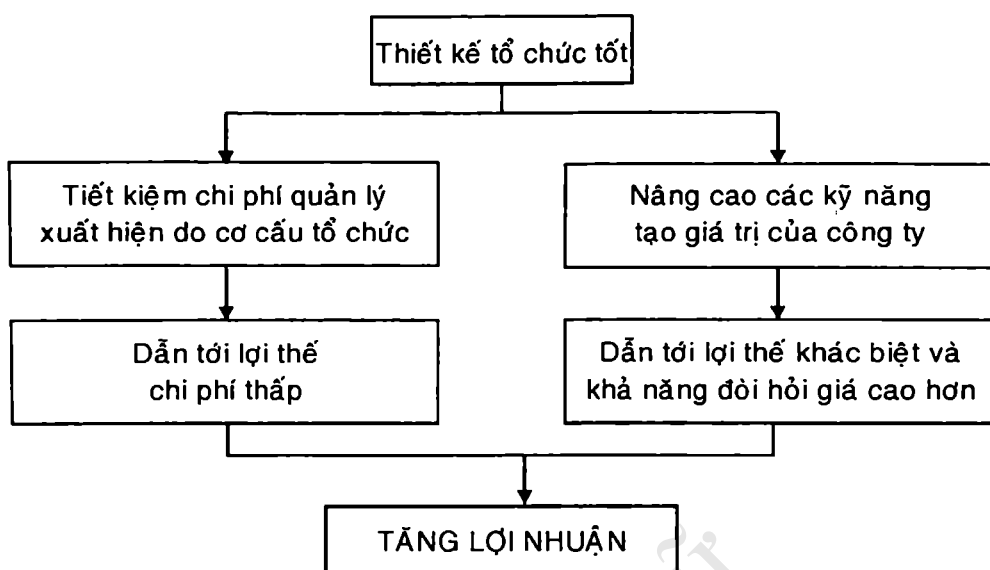 Thiết kế tổ chức tốt
Tiết kiệm chi phí quản lý
xuất hiện do cơ cấu tổ chức
Nâng cao các kỹ năng
tạo giá trị của công ty
Dẫn tới lợi thế
chi phí thấp
Dẫn tới lợi thế khác biệt và
khả năng đòi hỏi giá cao hơn
TĂNG LỢI NHUẬN